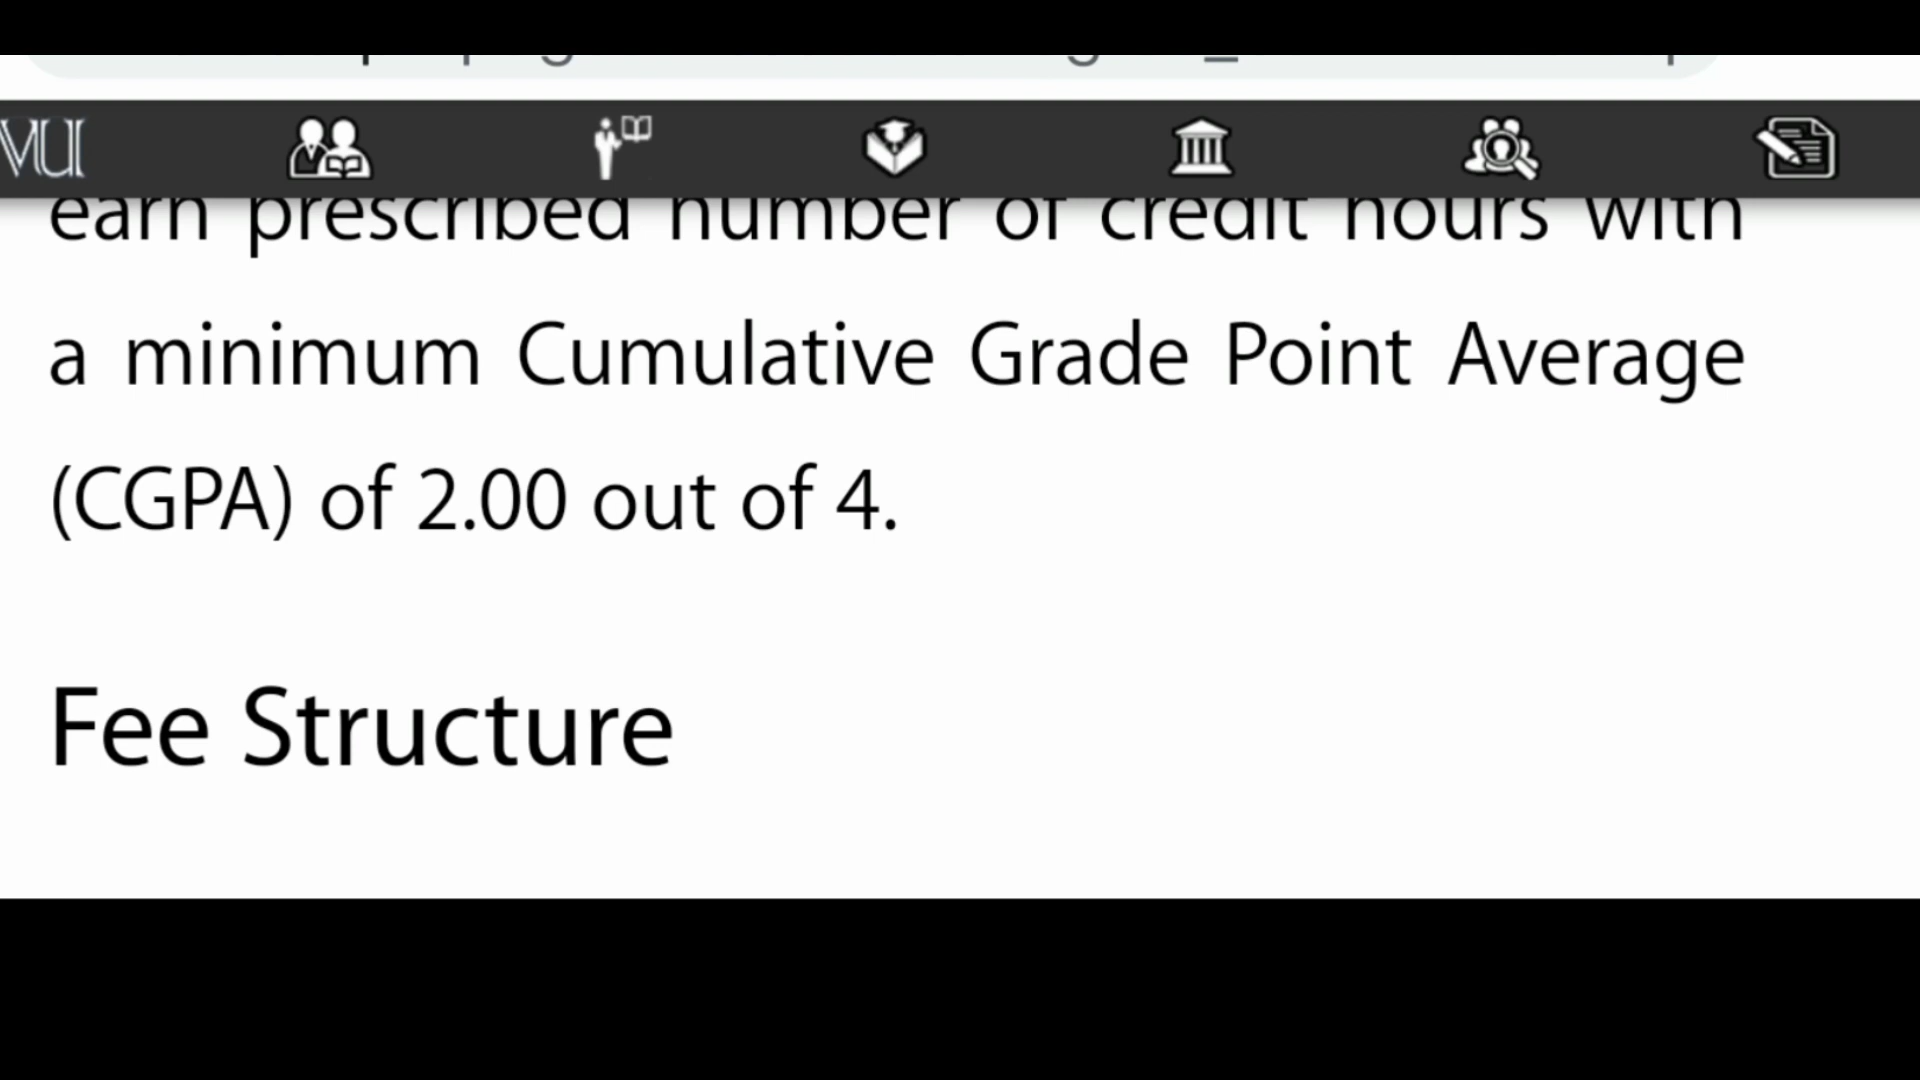 VU
earn prescribed number of credit hours with
a minimum Cumulative Grade Point Average
(CGPA) of 2.00 out of 4.
Fee Structure